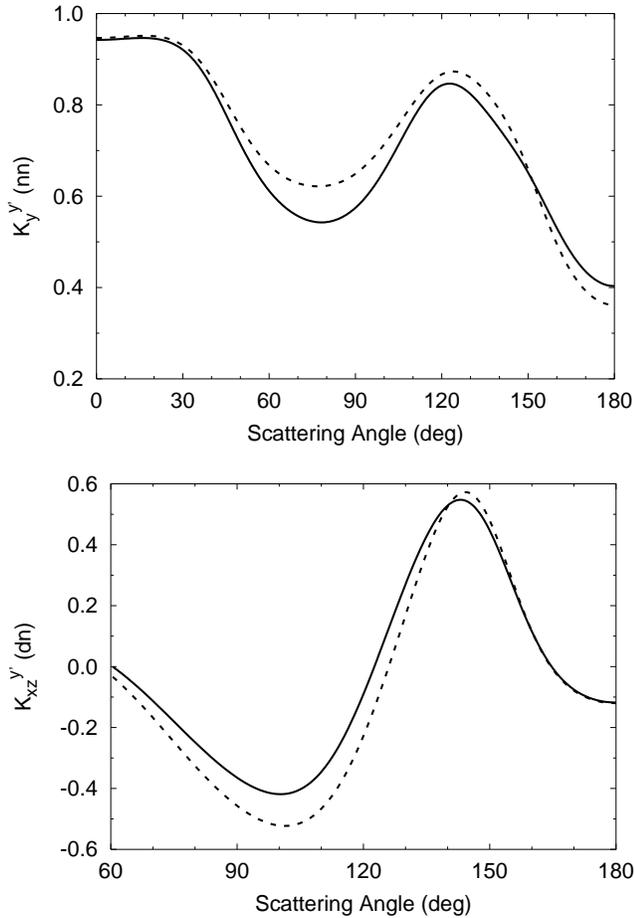 1.0
0.8
0.6
0.4
0.2
K_y^y' (nn)
0 30 60 90 120 150 180
Scattering Angle (deg)
0.6
0.4
0.2
0.0
-0.2
-0.4
-0.6
K_xz^y' (dn)
60 90 120 150 180
Scattering Angle (deg)